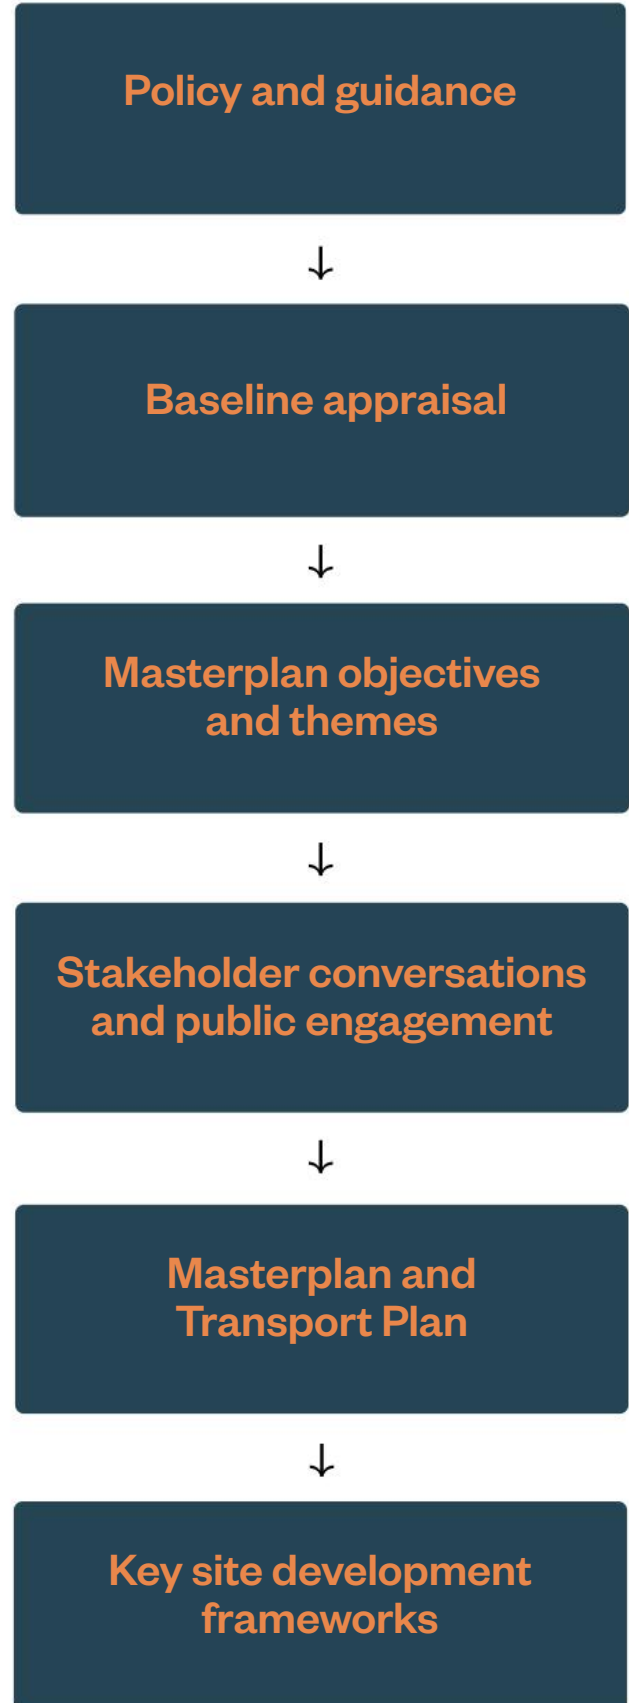 Policy and guidance
↓
Baseline appraisal
↓
Masterplan objectives
and themes
↓
Stakeholder conversations
and public engagement
↓
Masterplan and
Transport Plan
↓
Key site development
frameworks